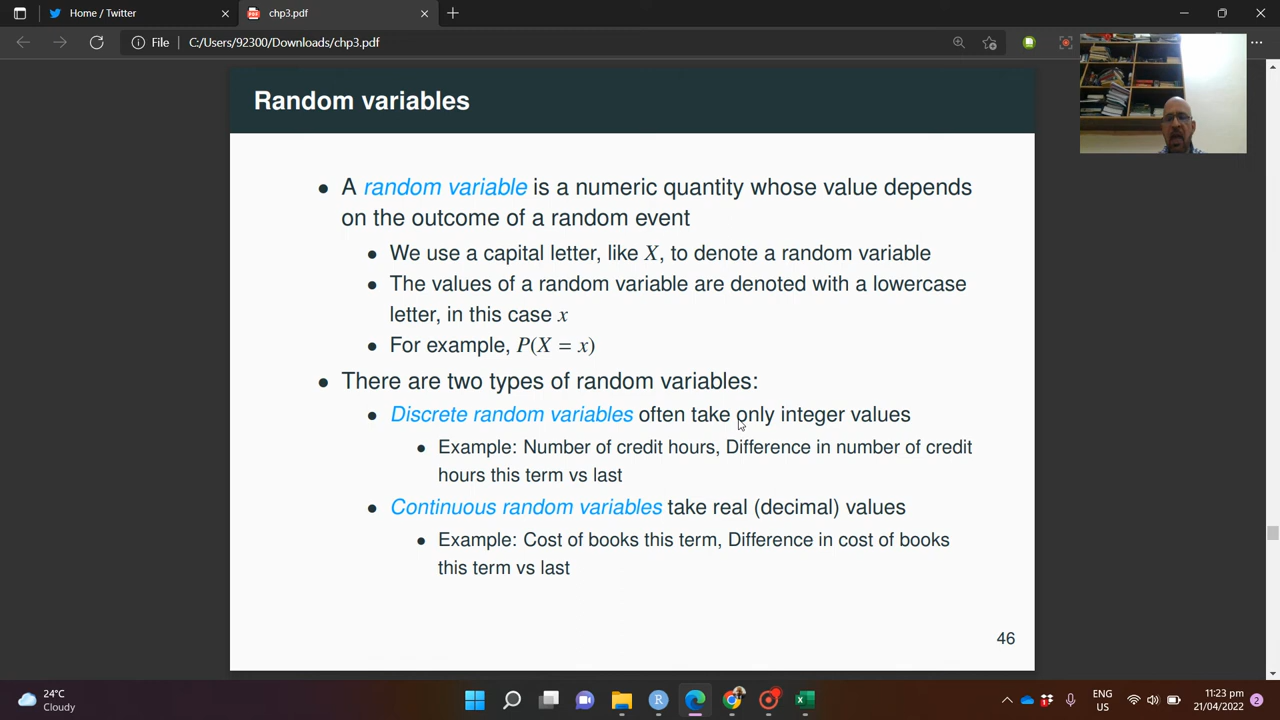 Home / Twitter
chp3.pdf
File C:/Users/92300/Downloads/chp3.pdf
Random variables
• A random variable is a numeric quantity whose value depends
on the outcome of a random event
• We use a capital letter, like X, to denote a random variable
• The values of a random variable are denoted with a lowercase
letter, in this case x
• For example, P(X = x)
• There are two types of random variables:
• Discrete random variables often take only integer values
• Example: Number of credit hours, Difference in number of credit
hours this term vs last
• Continuous random variables take real (decimal) values
• Example: Cost of books this term, Difference in cost of books
this term vs last
46
24°C
Cloudy
ENG
US
11:23 pm
21/04/2022
2